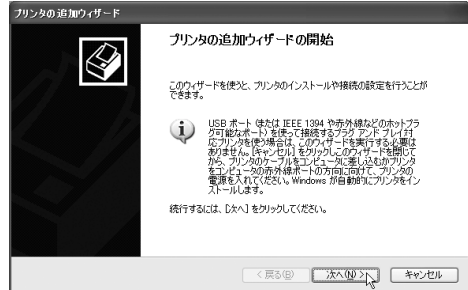 プリンタの追加ウィザード
プリンタの追加ウィザードの開始
このウィザードを使うと、プリンタのインストールや接続の設定を行うことが
できます。
USB ポート (または IEEE 1394 や赤外線などのホットプラ
グ可能なポート) を使って接続するプラグ アンド プレイ対
応プリンタを使う場合は、このウィザードを実行する必要は
ありません。[キャンセル] をクリックしてこのウィザードを閉じて
から、プリンタのケーブルをコンピュータに差し込むかプリンタ
をコンピュータの赤外線ポートの方向に向けて、プリンタの
電源を入れてください。Windows が自動的にプリンタをイン
ストールします。
続行するには、[次へ] をクリックしてください。
< 戻る(B)
次へ(N) >
キャンセル